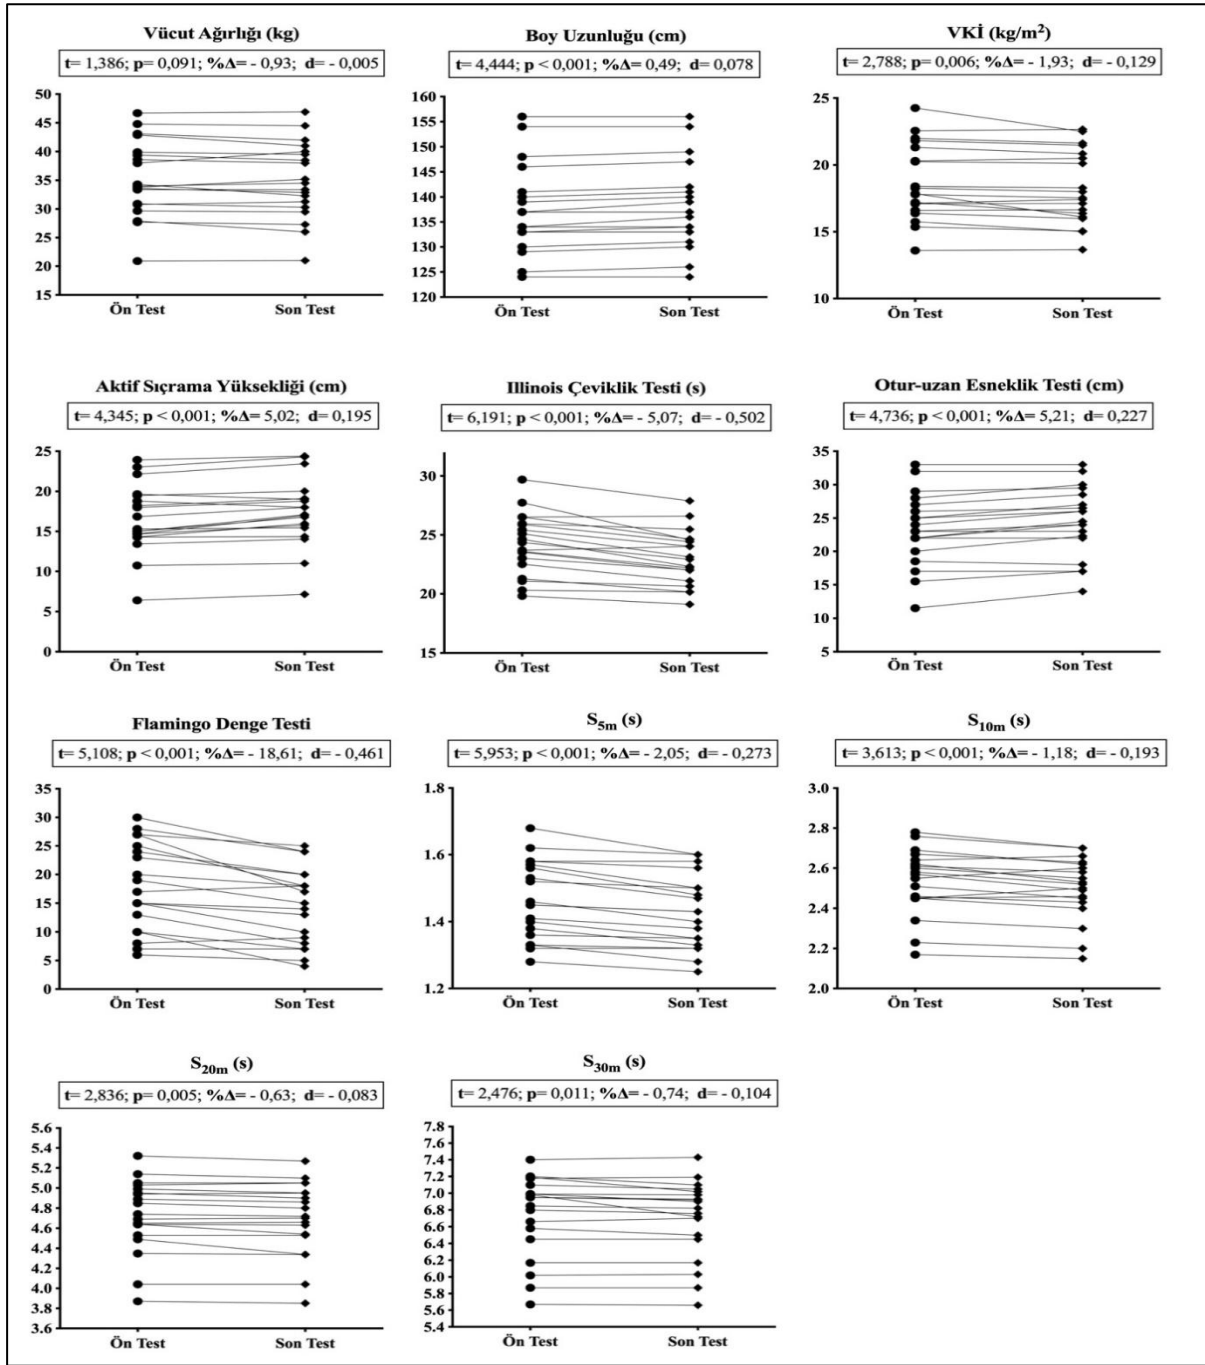 Vücut Ağırlığı (kg)
t= 1,386; p= 0,091; %Δ= - 0,93; d= - 0,005
50
45
40
35
30
25
20
15
Ön Test Son Test
Boy Uzunluğu (cm)
t= 4,444; p < 0,001; %Δ= 0,49; d= 0,078
160
155
150
145
140
135
130
125
120
Ön Test Son Test
VKİ (kg/m²)
t= 2,788; p= 0,006; %Δ= - 1,93; d= - 0,129
25
20
15
10
Ön Test Son Test
Aktif Sıçrama Yüksekliği (cm)
t= 4,345; p < 0,001; %Δ= 5,02; d= 0,195
25
20
15
10
5
0
Ön Test Son Test
Illinois Çeviklik Testi (s)
t= 6,191; p < 0,001; %Δ= - 5,07; d= - 0,502
30
25
20
15
Ön Test Son Test
Otur-uzan Esneklik Testi (cm)
t= 4,736; p < 0,001; %Δ= 5,21; d= 0,227
35
30
25
20
15
10
5
Ön Test Son Test
Flamingo Denge Testi
t= 5,108; p < 0,001; %Δ= - 18,61; d= - 0,461
35
30
25
20
15
10
5
0
Ön Test Son Test
S5m (s)
t= 5,953; p < 0,001; %Δ= - 2,05; d= - 0,273
1.8
1.6
1.4
1.2
Ön Test Son Test
S10m (s)
t= 3,613; p < 0,001; %Δ= - 1,18; d= - 0,193
3.0
2.8
2.6
2.4
2.2
2.0
Ön Test Son Test
S20m (s)
t= 2,836; p= 0,005; %Δ= - 0,63; d= - 0,083
5.6
5.4
5.2
5.0
4.8
4.6
4.4
4.2
4.0
3.8
3.6
Ön Test Son Test
S30m (s)
t= 2,476; p= 0,011; %Δ= - 0,74; d= - 0,104
7.8
7.6
7.4
7.2
7.0
6.8
6.6
6.4
6.2
6.0
5.8
5.6
5.4
Ön Test Son Test